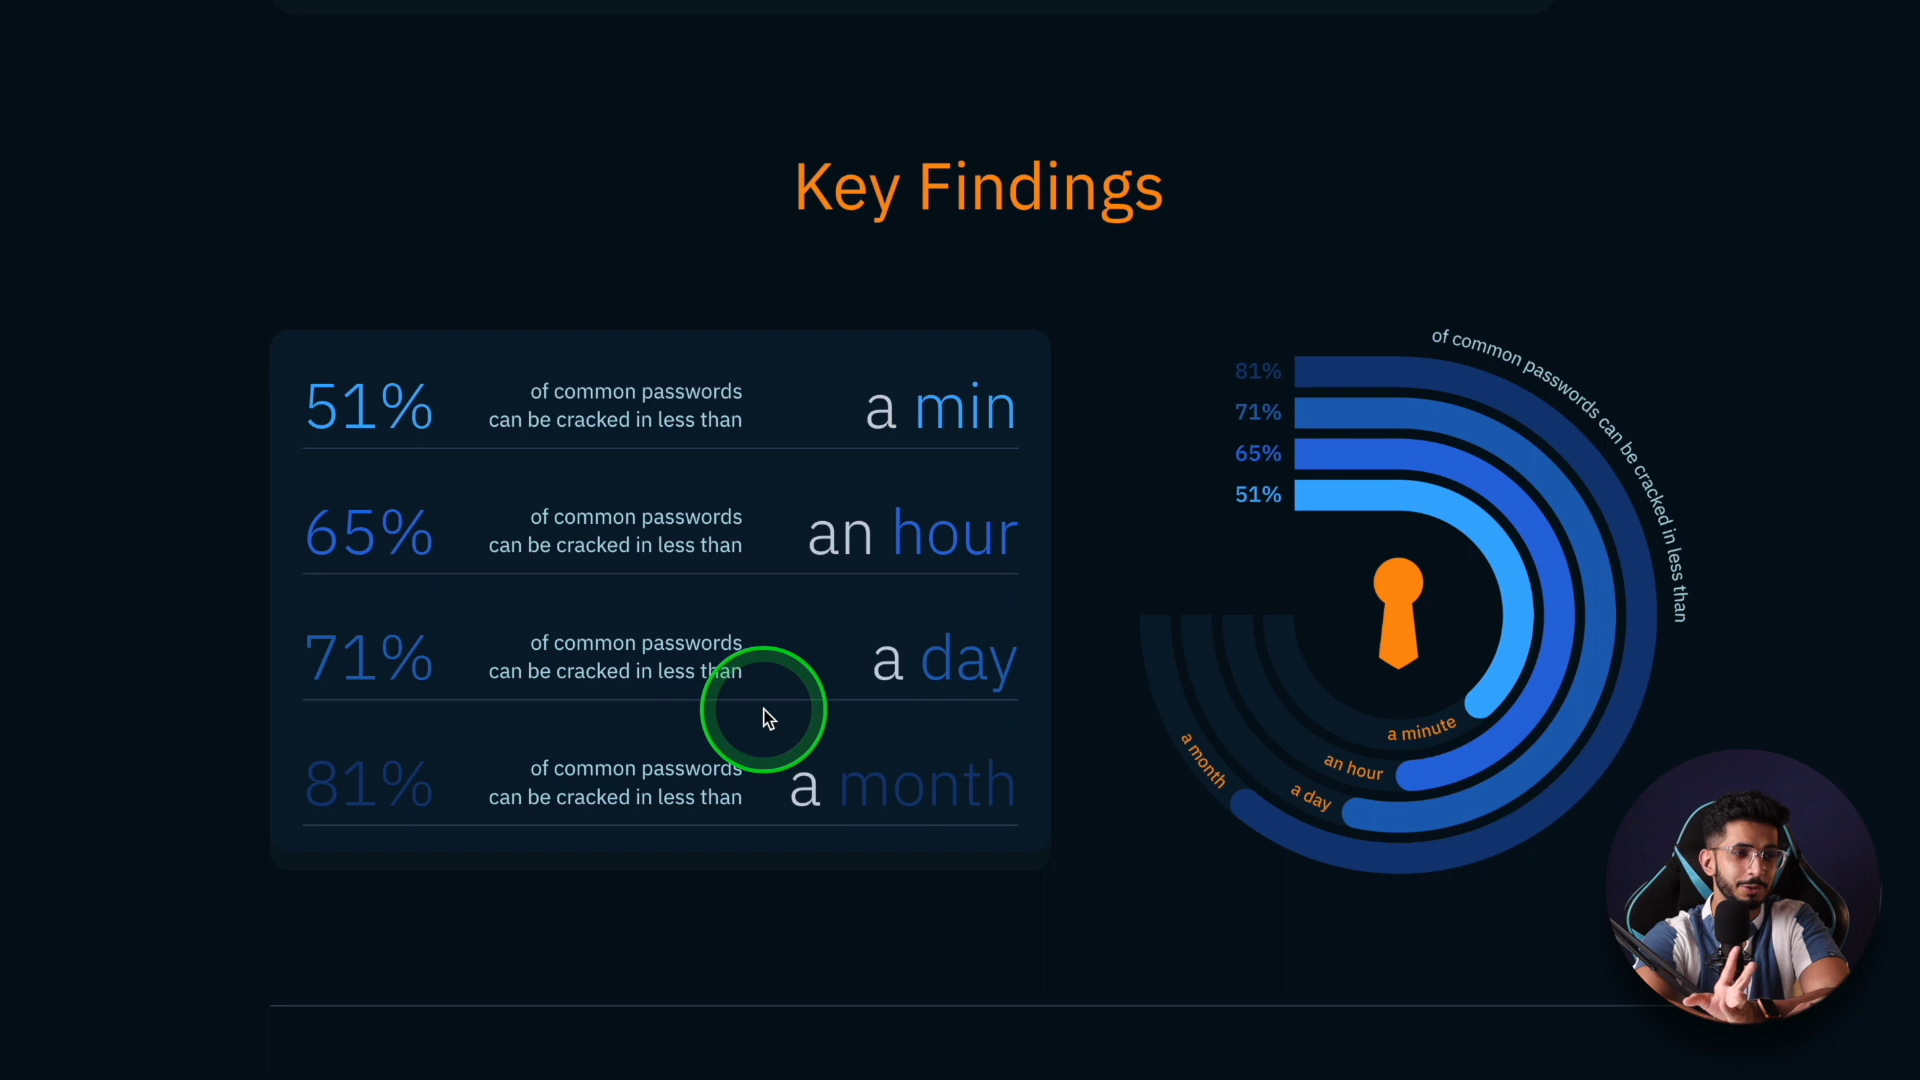 Key Findings
51%
of common passwords
can be cracked in less than
a min
65%
of common passwords
can be cracked in less than
an hour
71%
of common passwords
can be cracked in less than
a day
81%
of common passwords
can be cracked in less than
a month
of common passwords can be cracked in less than
81%
71%
65%
51%
a minute
an hour
a day
a month